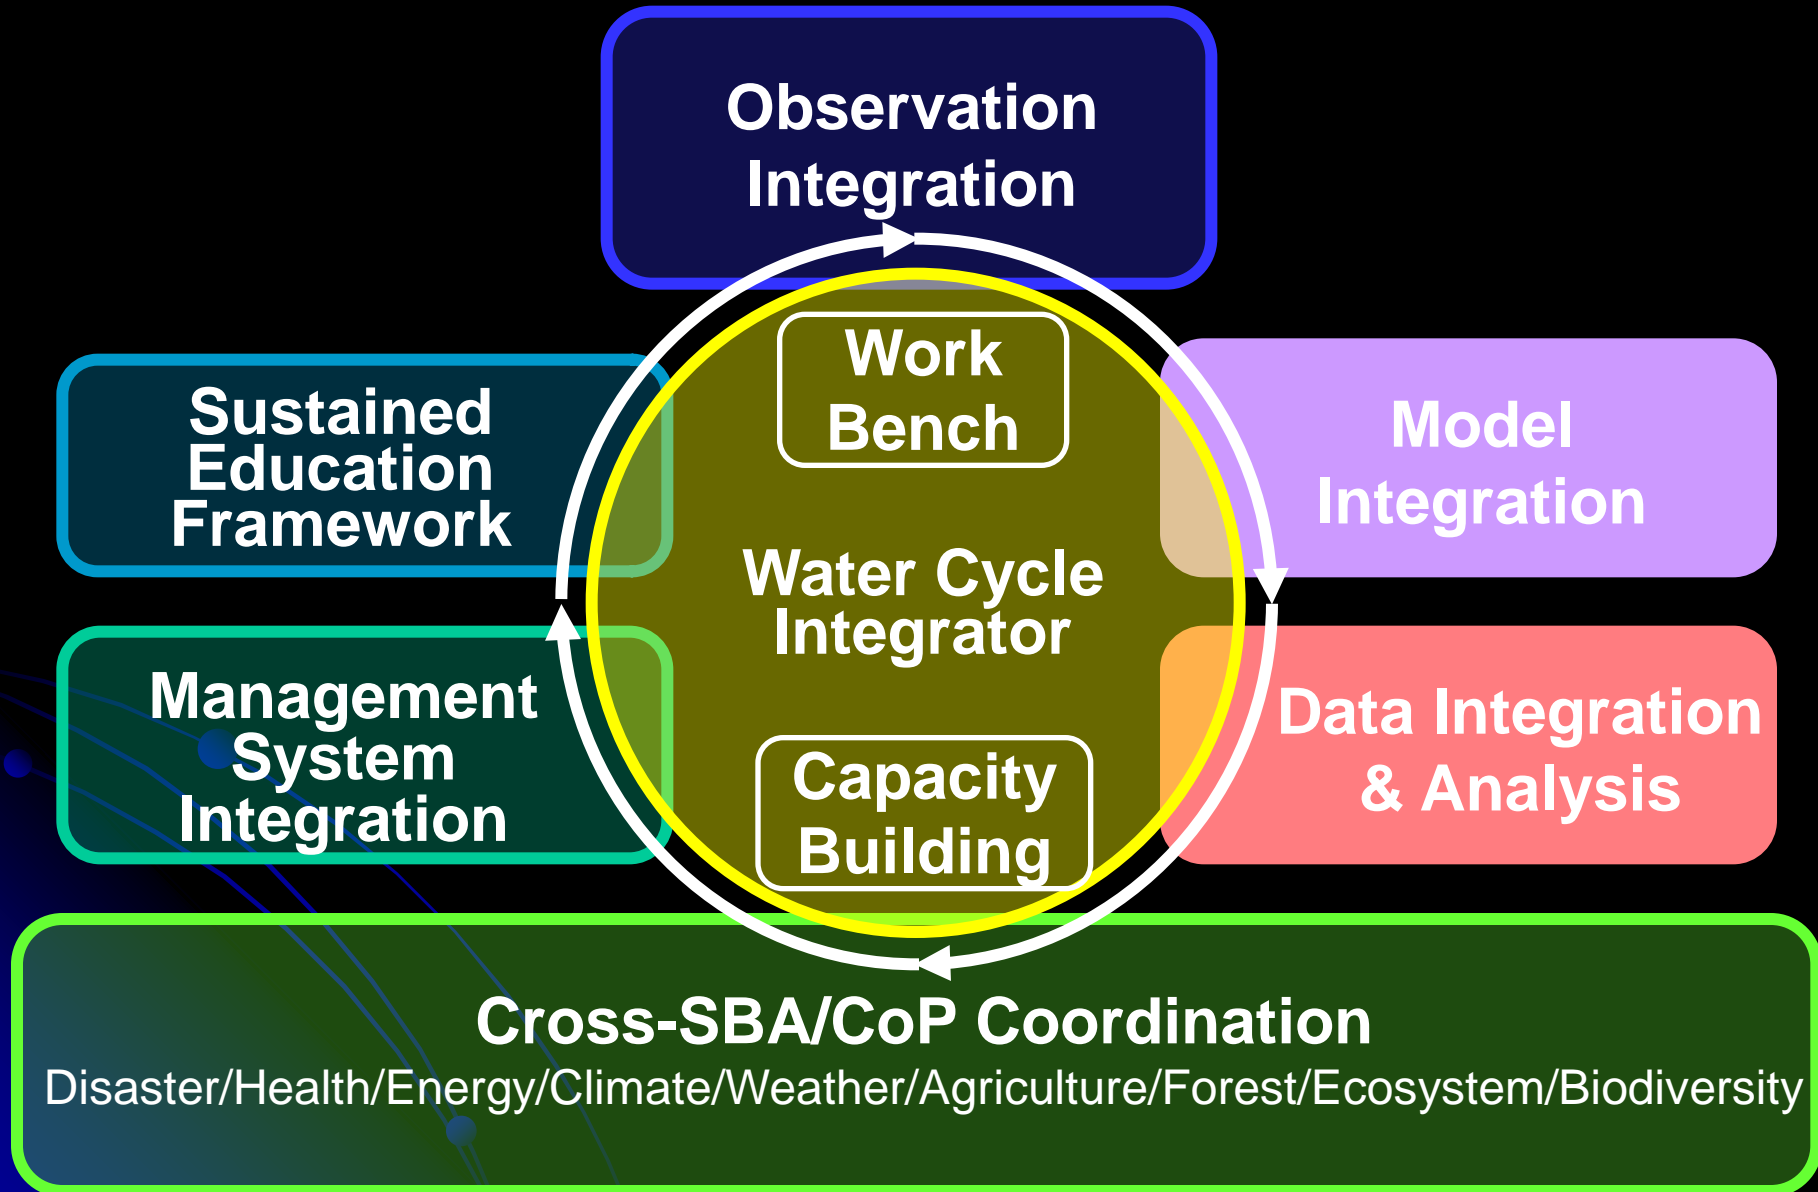 Observation
Integration
Work
Bench
Sustained
Education
Framework
Model
Integration
Water Cycle
Integrator
Management
System
Integration
Data Integration
& Analysis
Capacity
Building
Cross-SBA/CoP Coordination
Disaster/Health/Energy/Climate/Weather/Agriculture/Forest/Ecosystem/Biodiversity